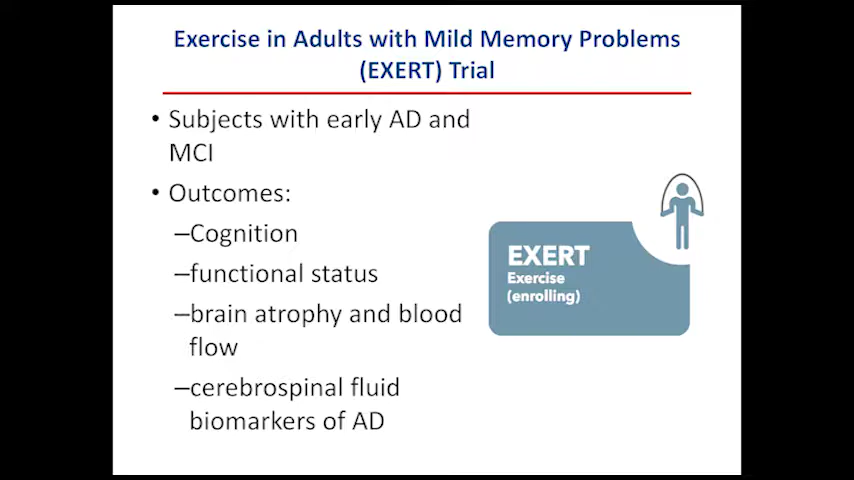 Exercise in Adults with Mild Memory Problems
(EXERT) Trial
• Subjects with early AD and
MCI
• Outcomes:
–Cognition
–functional status
–brain atrophy and blood
flow
–cerebrospinal fluid
biomarkers of AD
EXERT
Exercise
(enrolling)